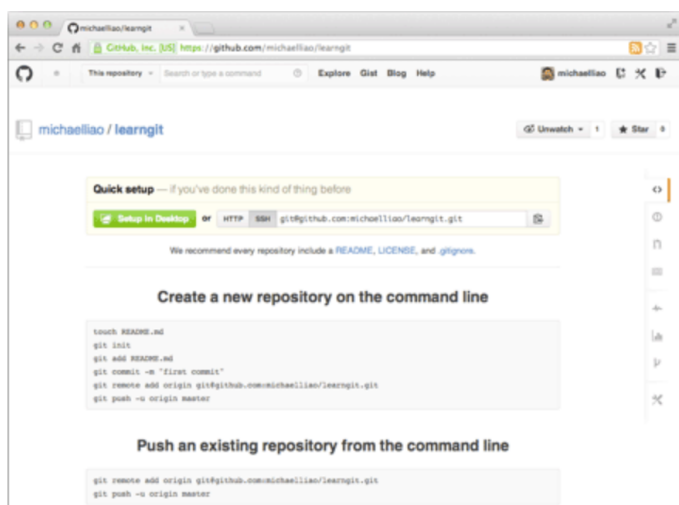 michaelliao/learngit
GitHub, Inc. [US] https://github.com/michaelliao/learngit
This repository Search or type a command Explore Gist Blog Help michaelliao
michaelliao / learngit Unwatch 1 Star 0
Quick setup — if you've done this kind of thing before
Setup in Desktop or HTTP SSH git@github.com:michaelliao/learngit.git
We recommend every repository include a README, LICENSE, and .gitignore.
Create a new repository on the command line
touch README.md
git init
git add README.md
git commit -m "first commit"
git remote add origin git@github.com:michaelliao/learngit.git
git push -u origin master
Push an existing repository from the command line
git remote add origin git@github.com:michaelliao/learngit.git
git push -u origin master